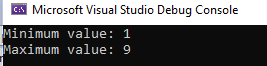 Microsoft Visual Studio Debug Console
Minimum value: 1
Maximum value: 9